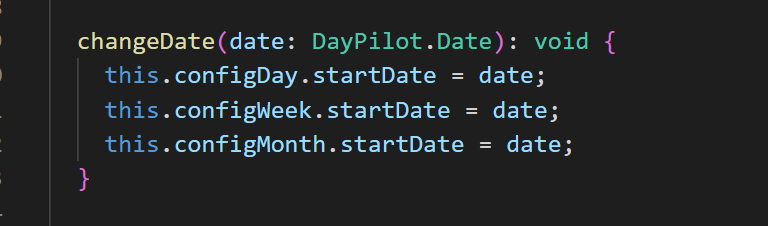 changeDate(date: DayPilot.Date): void {
this.configDay.startDate = date;
this.configWeek.startDate = date;
this.configMonth.startDate = date;
}